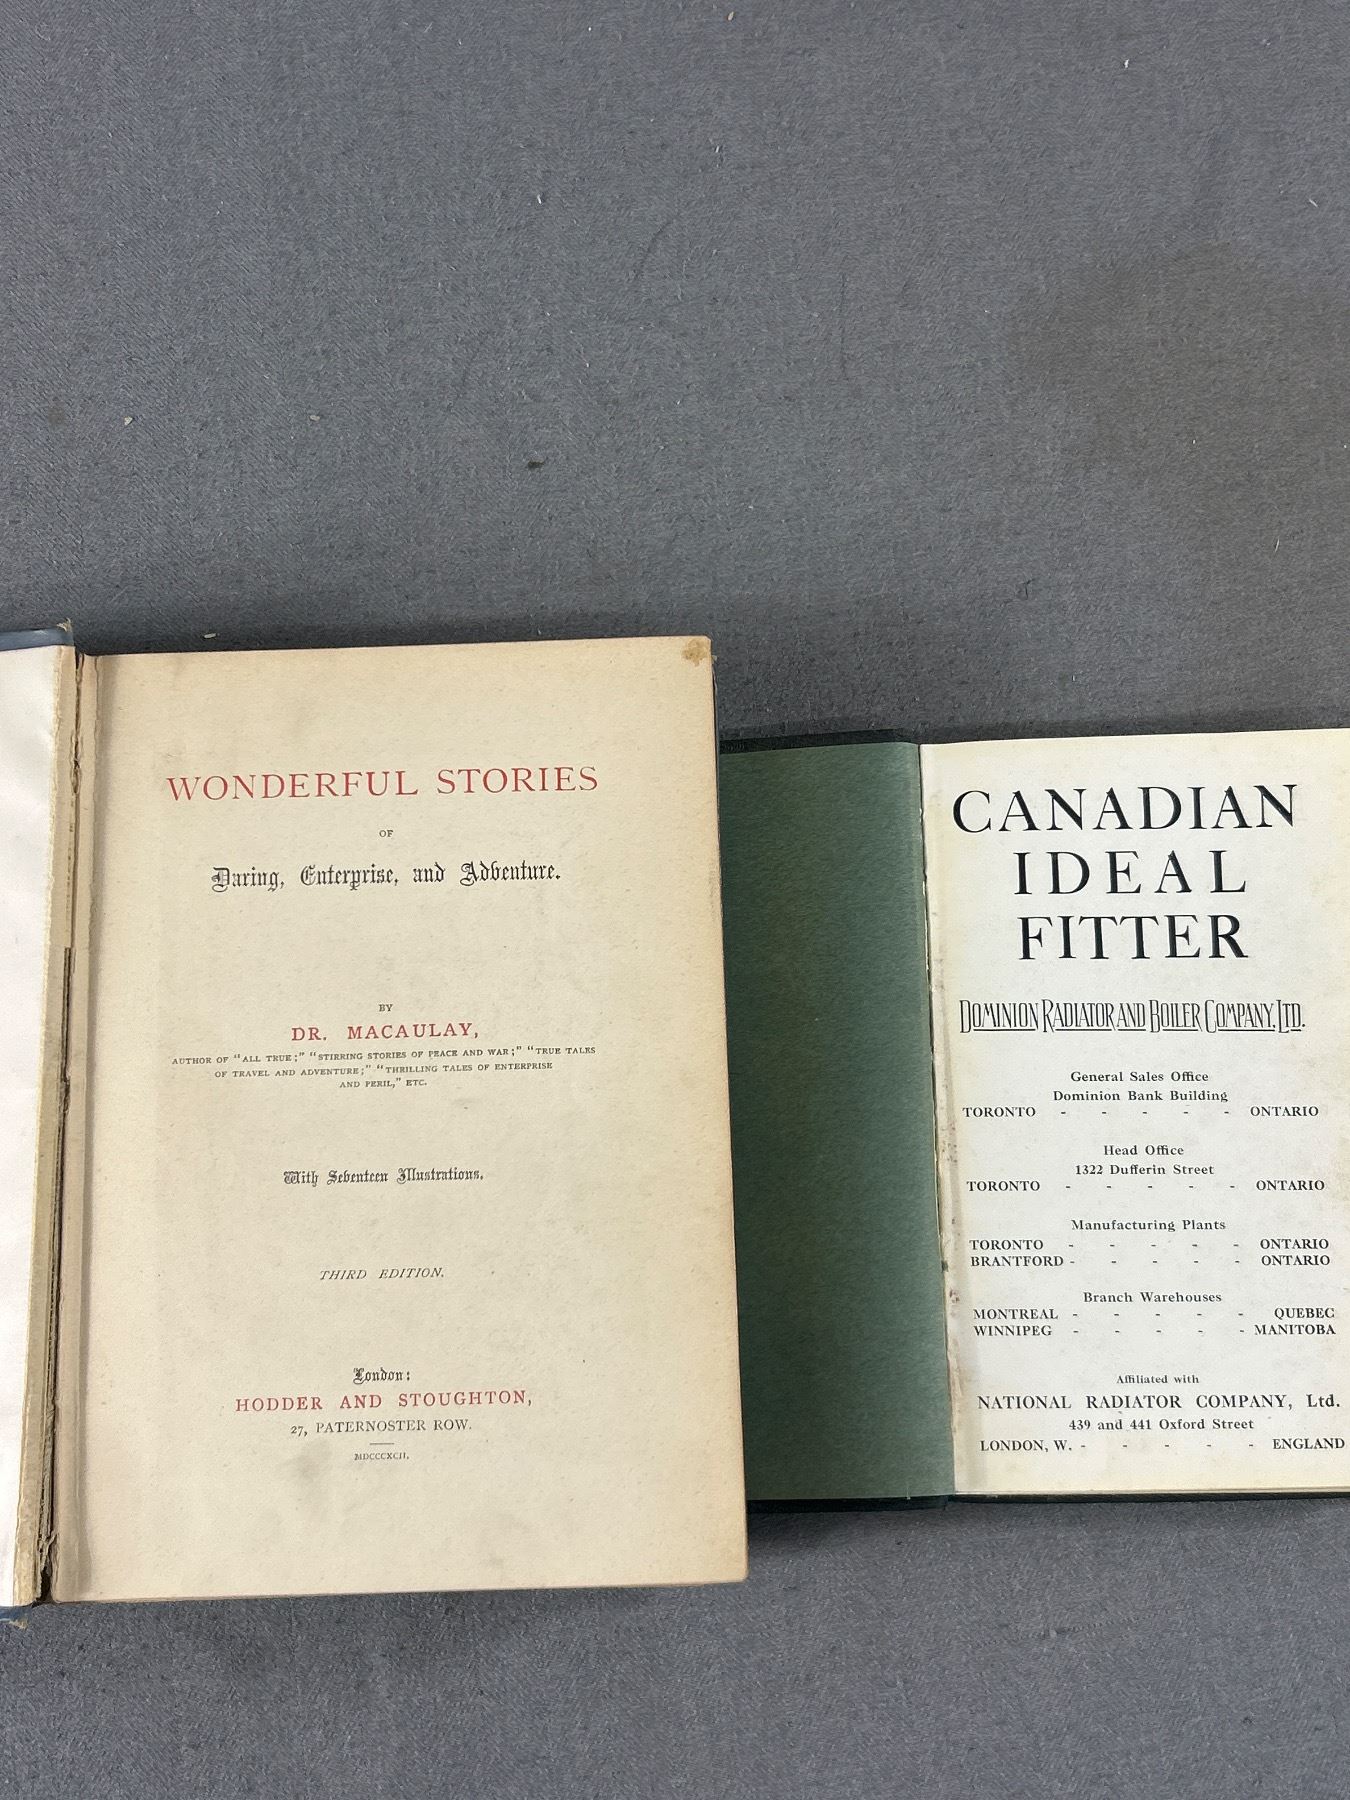 WONDERFUL STORIES
OF
Daring, Enterprise, and Adventure.
BY
DR. MACAULAY,
AUTHOR OF "ALL TRUE;" "STIRRING STORIES OF PEACE AND WAR;" "TRUE TALES
OF TRAVEL AND ADVENTURE;" "THRILLING TALES OF ENTERPRISE
AND PERIL," ETC.
With Seventeen Illustrations.
THIRD EDITION.
London:
HODDER AND STOUGHTON,
27, PATERNOSTER ROW.
MDCCCXCII.
CANADIAN
IDEAL
FITTER
DOMINION RADIATOR AND BOILER COMPANY, LTD.
General Sales Office
Dominion Bank Building
TORONTO - - - - - ONTARIO
Head Office
1322 Dufferin Street
TORONTO - - - - - ONTARIO
Manufacturing Plants
TORONTO - - - - - ONTARIO
BRANTFORD - - - - - ONTARIO
Branch Warehouses
MONTREAL - - - - - QUEBEC
WINNIPEG - - - - - MANITOBA
Affiliated with
NATIONAL RADIATOR COMPANY, Ltd.
439 and 441 Oxford Street
LONDON, W. - - - - - ENGLAND